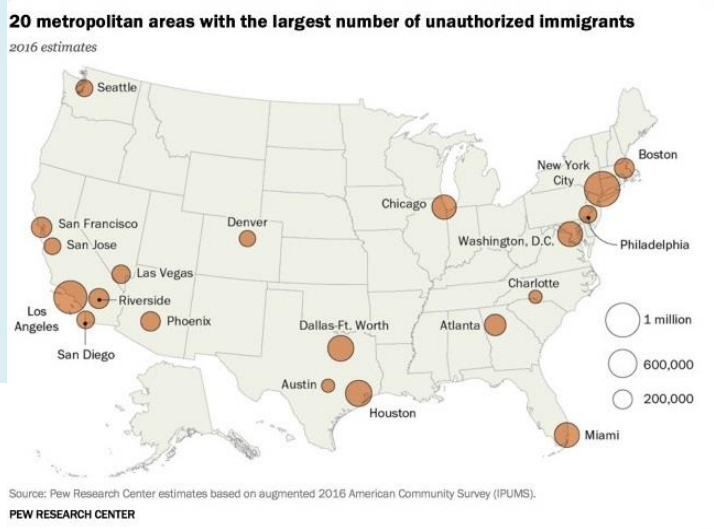 20 metropolitan areas with the largest number of unauthorized immigrants
2016 estimates
Seattle
Boston
New York
City
Chicago
San Francisco
Denver
Washington, D.C.
San Jose
Philadelphia
Las Vegas
Charlotte
Riverside
Los
Angeles
Phoenix
Dallas-Ft. Worth
Atlanta
1 million
San Diego
600,000
Austin
200,000
Houston
Miami
Source: Pew Research Center estimates based on augmented 2016 American Community Survey (IPUMS).
PEW RESEARCH CENTER